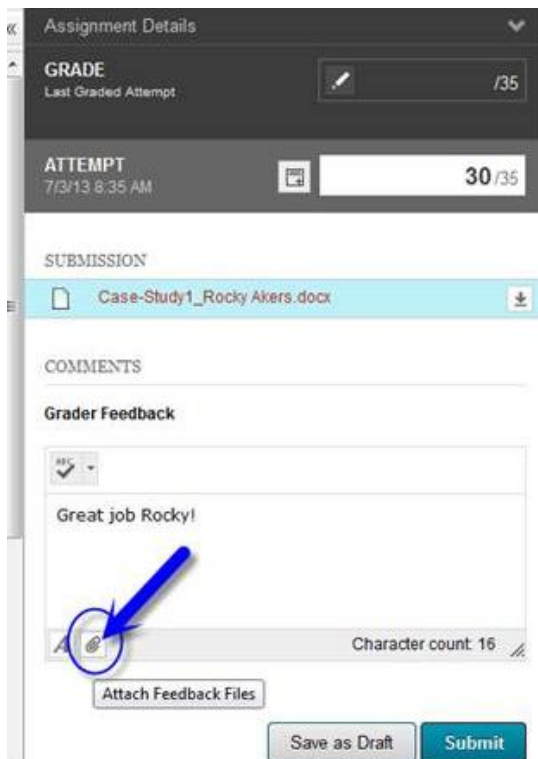 Assignment Details
GRADE
Last Graded Attempt
/35
ATTEMPT
7/3/13 8:35 AM
30 /35
SUBMISSION
Case-Study1_Rocky Akers.docx
COMMENTS
Grader Feedback
ABC
Great job Rocky!
A
Character count: 16
Attach Feedback Files
Save as Draft
Submit